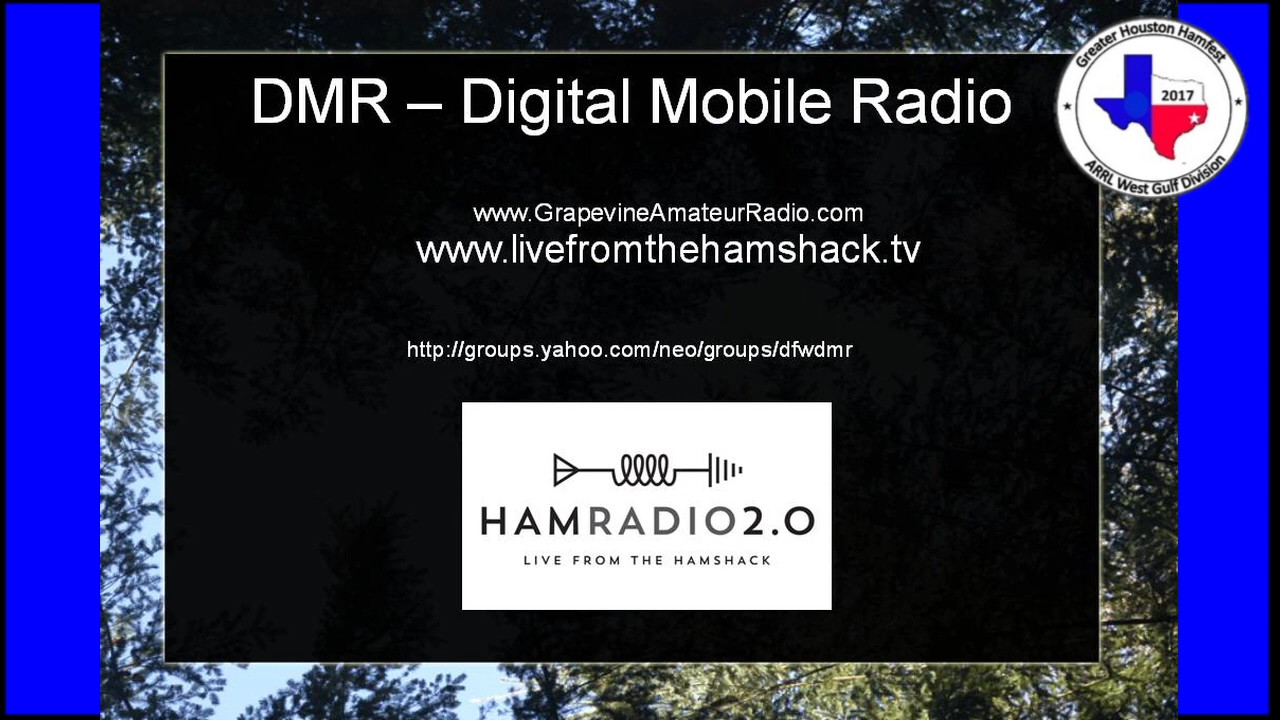 DMR – Digital Mobile Radio
Greater Houston Hamfest
2017
ARRL West Gulf Division
www.GrapevineAmateurRadio.com
www.livefromthehamshack.tv
http://groups.yahoo.com/neo/groups/dfwdmr
HAMRADIO2.0
LIVE FROM THE HAMSHACK